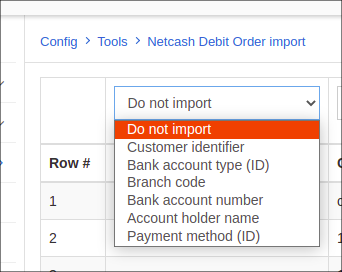 Config > Tools > Netcash Debit Order import
Do not import
Do not import
Customer identifier
Bank account type (ID)
Branch code
Bank account number
Account holder name
Payment method (ID)
Row #
1
2